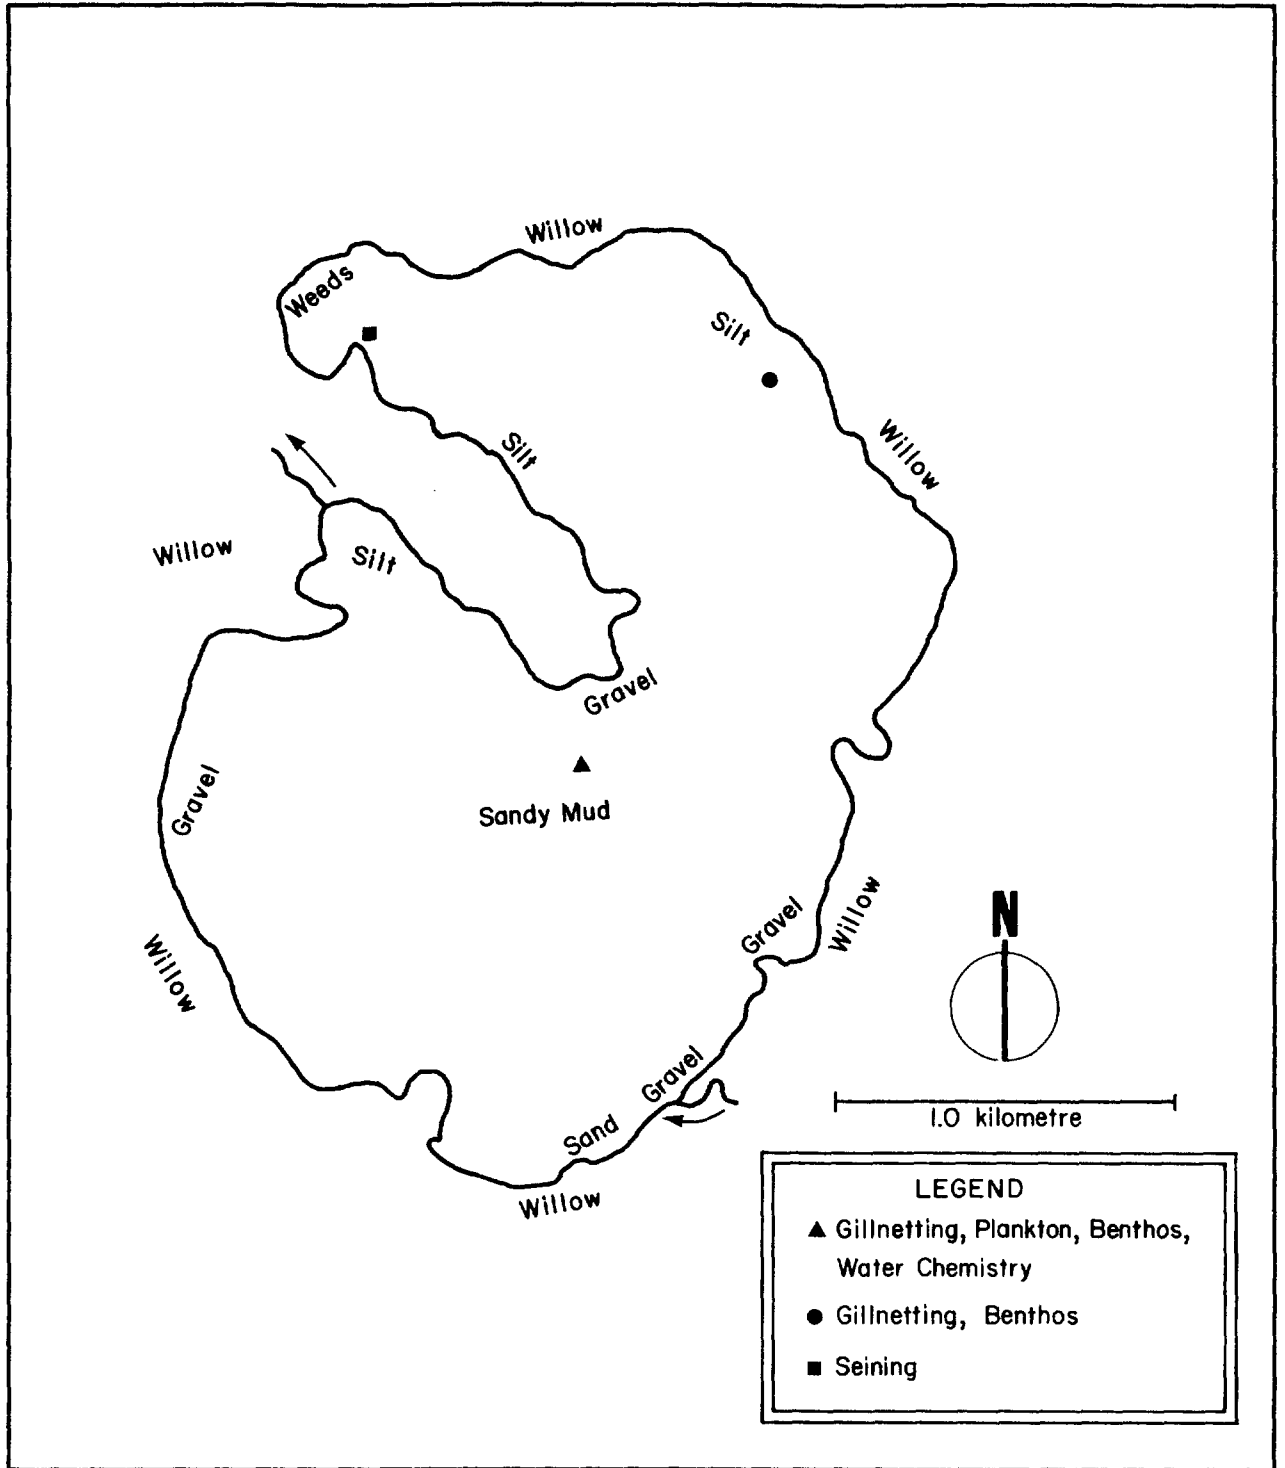 Willow
Weeds
Silt
Willow
Silt
Willow
Silt
Gravel
Gravel
Sandy Mud
Gravel
Willow
Willow
N
Gravel
1.0 kilometre
Sand
Willow
LEGEND
▲ Gillnetting, Plankton, Benthos,
Water Chemistry
● Gillnetting, Benthos
■ Seining